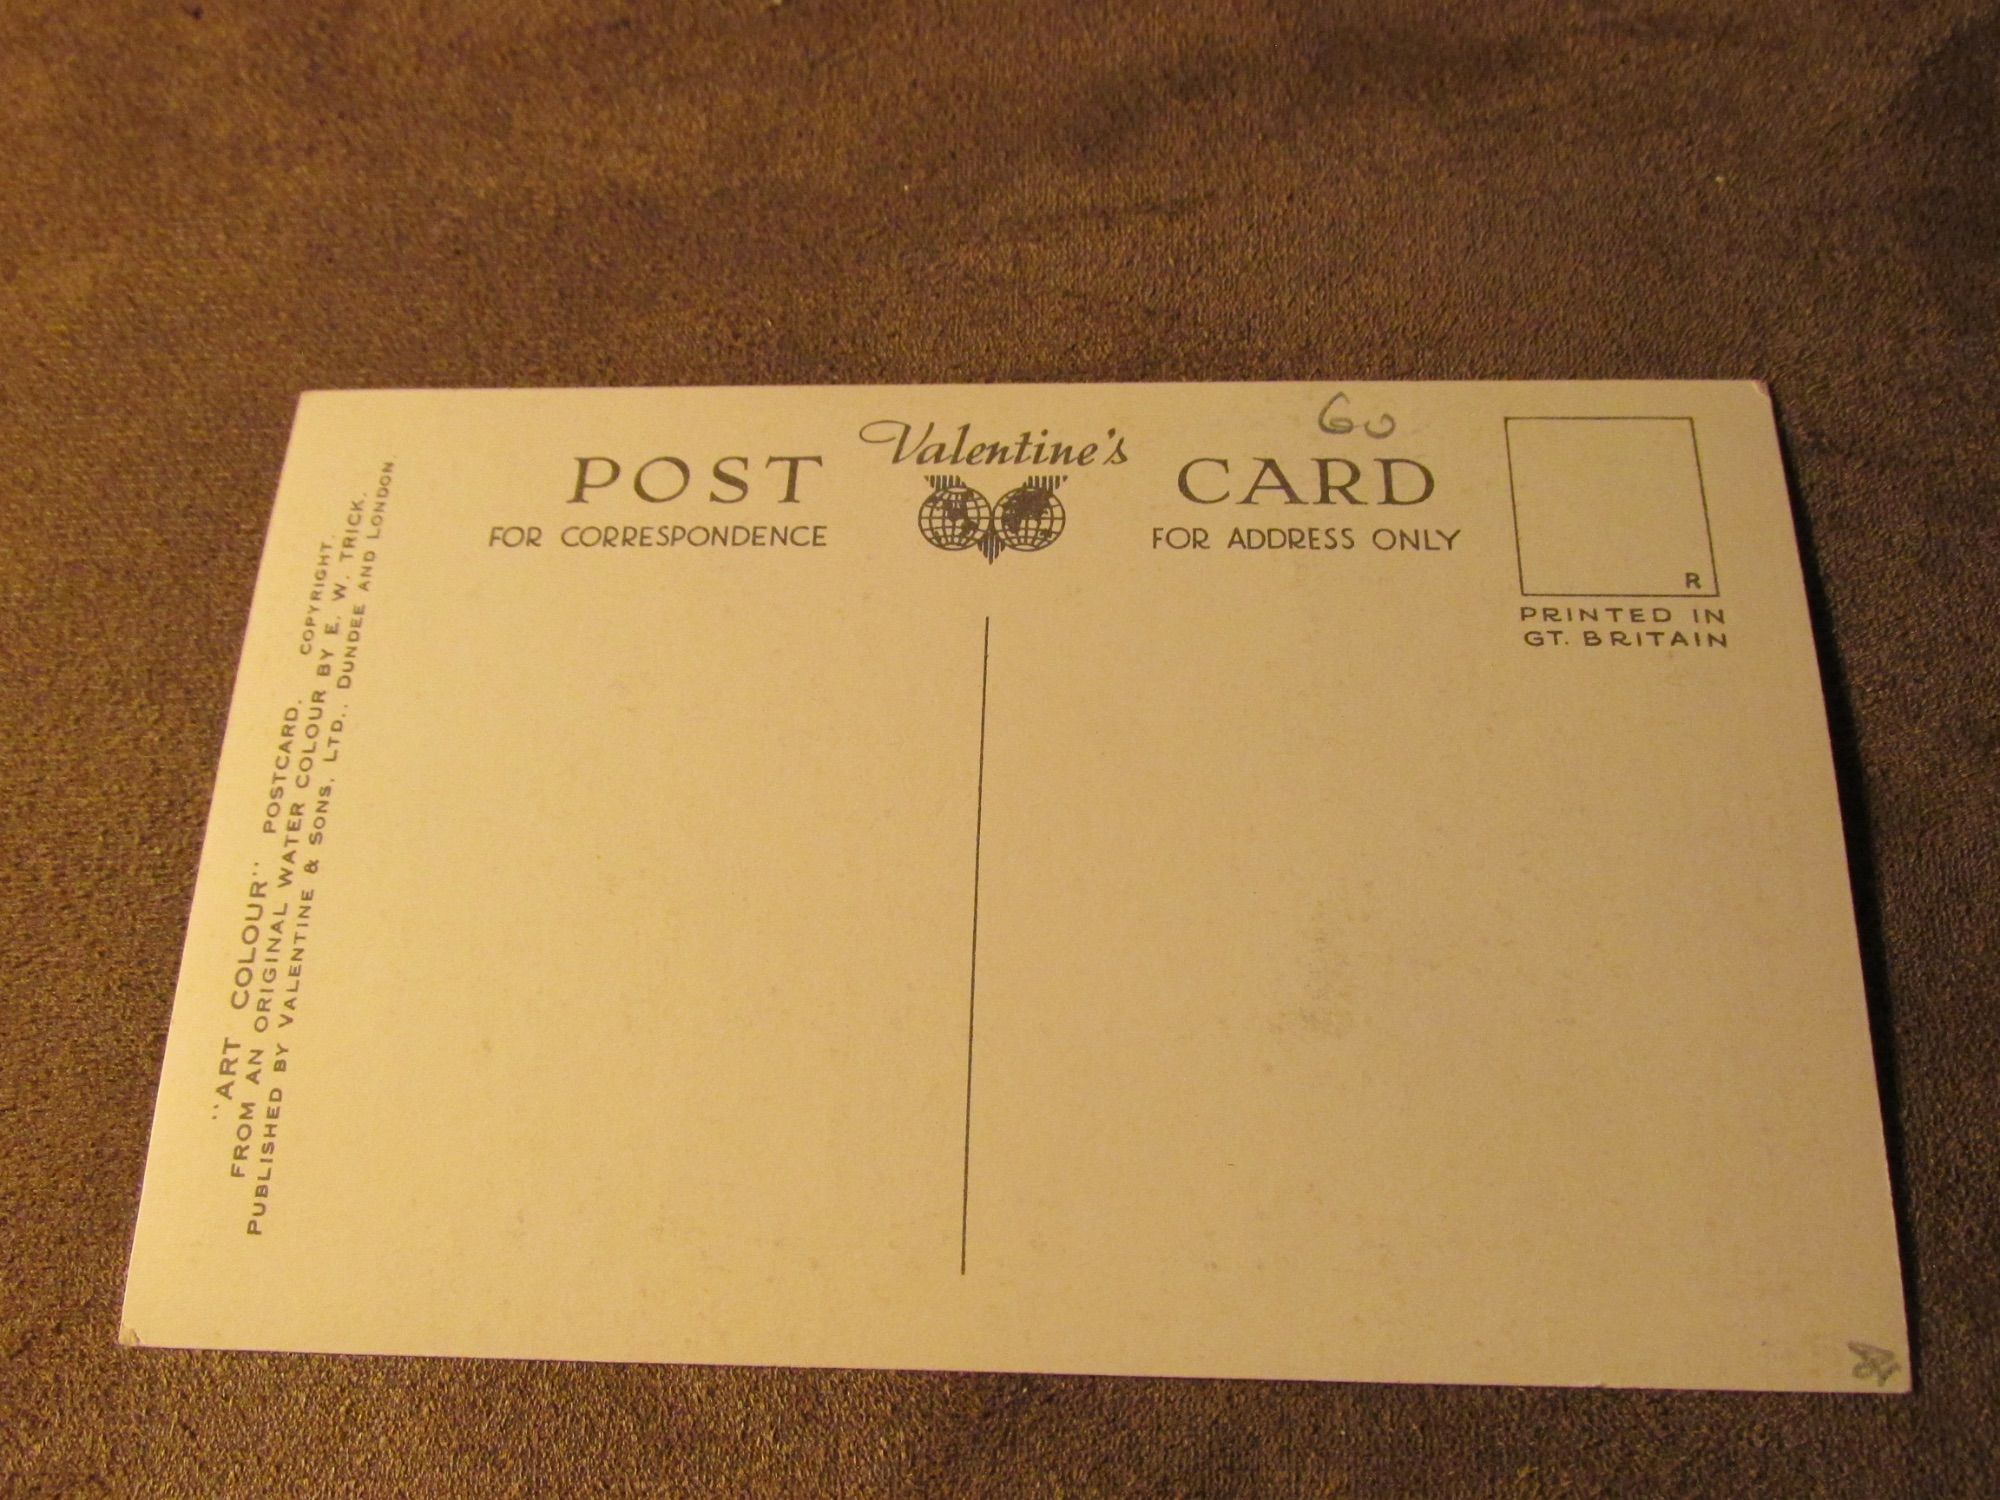 Valentine's
POST CARD
FOR CORRESPONDENCE
FOR ADDRESS ONLY
60
R
PRINTED IN
GT. BRITAIN
"ART COLOUR" POSTCARD. COPYRIGHT.
FROM AN ORIGINAL WATER COLOUR BY E. W. TRICK.
PUBLISHED BY VALENTINE & SONS, LTD., DUNDEE AND LONDON.